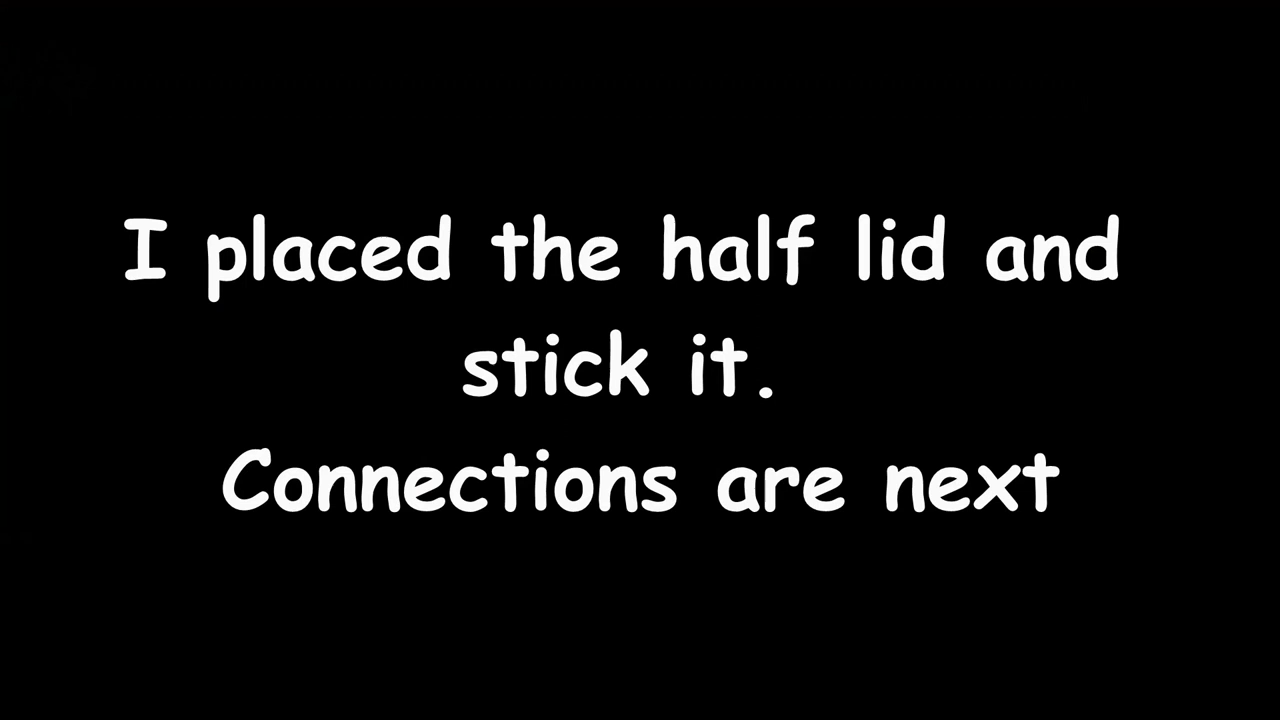 I placed the half lid and
stick it.
Connections are next